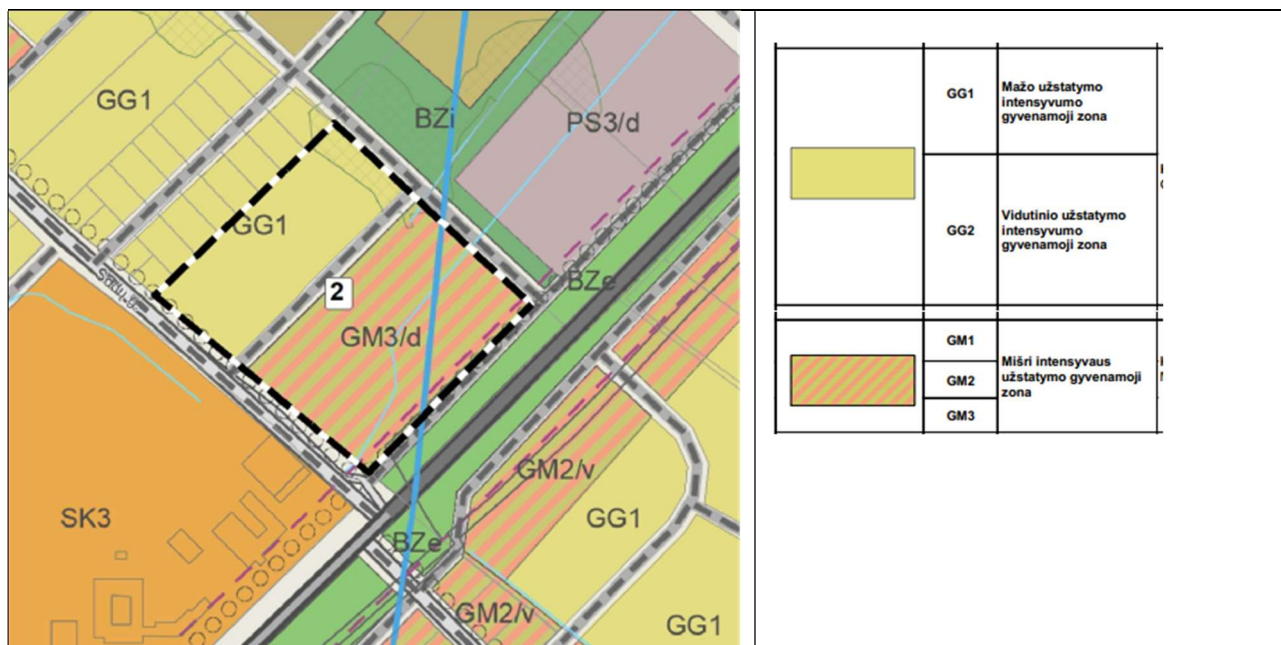 GG1
BZi
PS3/d
GG1
BZe
2
GM3/d
Sodų g.
SK3
GM2/v
GG1
BZe
GM2/v
GG1
GG1
Mažo užstatymo
intensyvumo
gyvenamoji zona
GG2
Vidutinio užstatymo
intensyvumo
gyvenamoji zona
GM1
GM2
GM3
Mišri intensyvaus
užstatymo gyvenamoji
zona